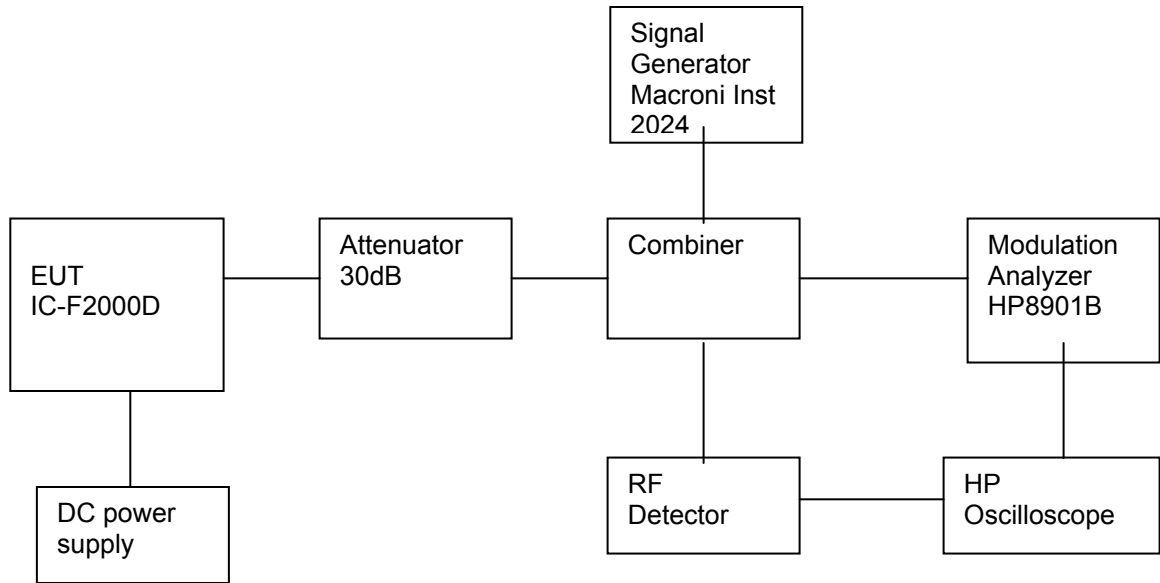 Signal
Generator
Macroni Inst
2024
EUT
IC-F2000D
Attenuator
30dB
Combiner
Modulation
Analyzer
HP8901B
DC power
supply
RF
Detector
HP
Oscilloscope